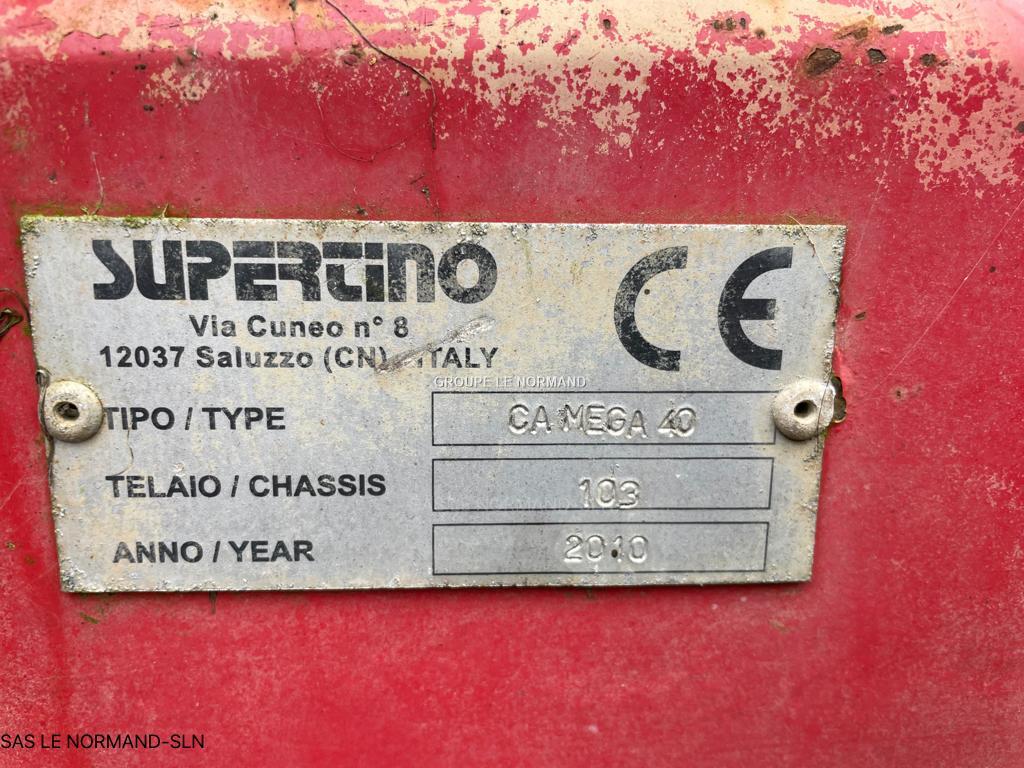 SUPERTINO
CE
Via Cuneo n° 8
12037 Saluzzo (CN) - ITALY
GROUPE LE NORMAND
TIPO / TYPE CA MEGA 40
TELAIO / CHASSIS 103
ANNO / YEAR 2010
SAS LE NORMAND-SLN